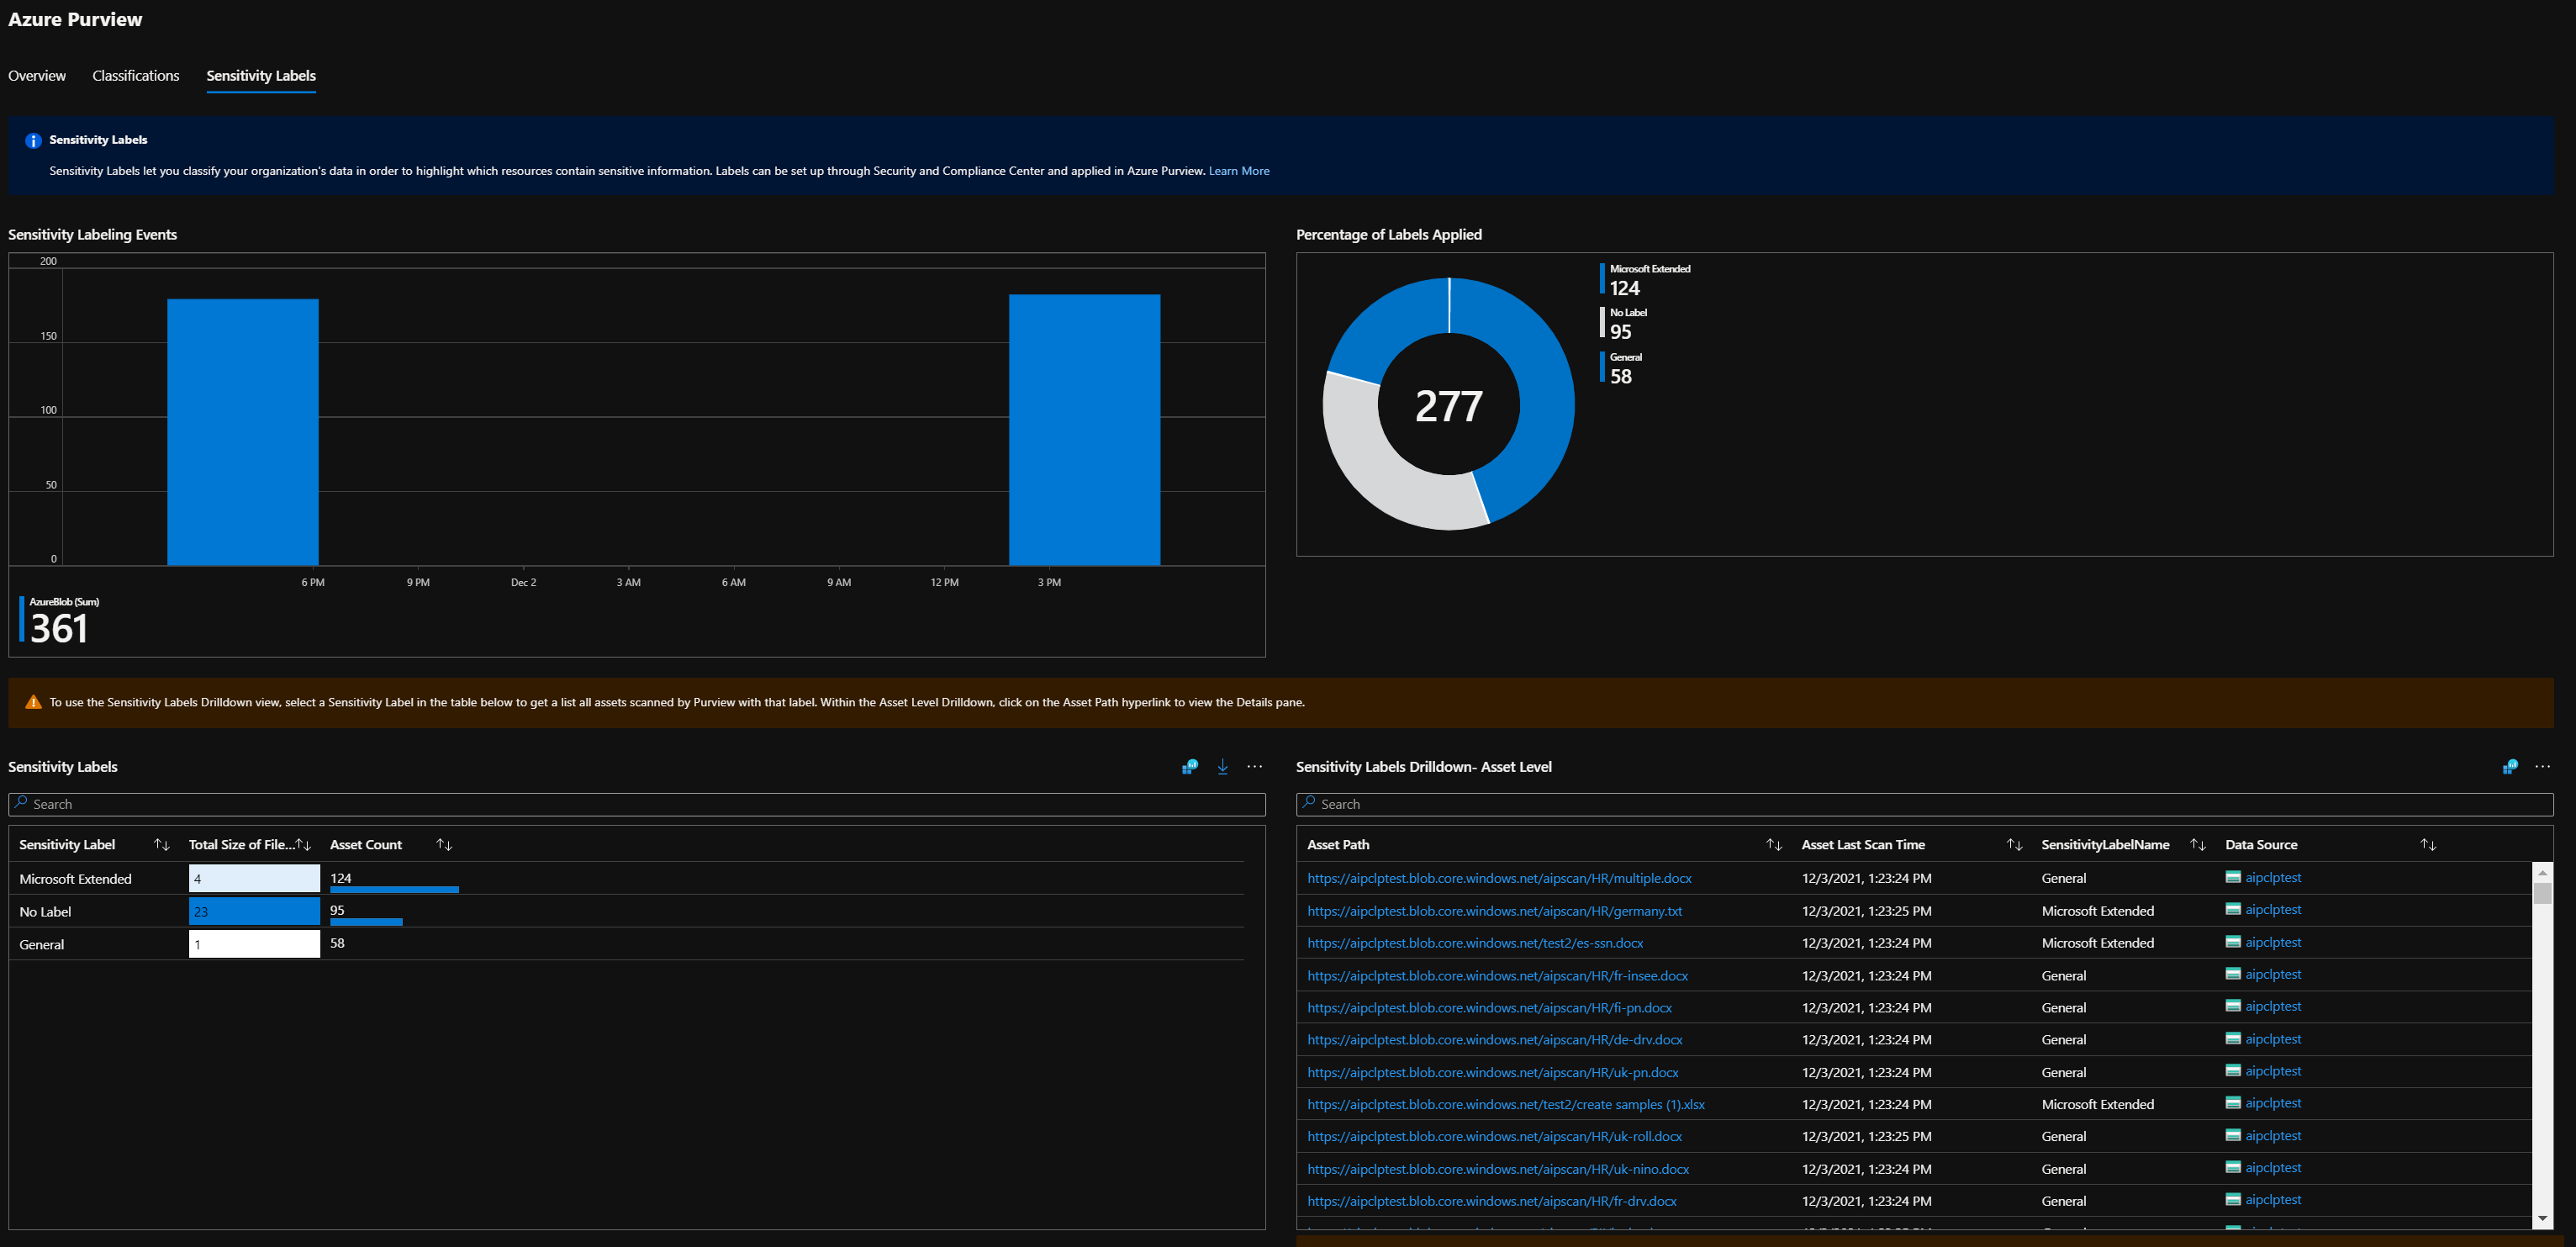 Azure Purview
Overview Classifications Sensitivity Labels
Sensitivity Labels
Sensitivity Labels let you classify your organization's data in order to highlight which resources contain sensitive information. Labels can be set up through Security and Compliance Center and applied in Azure Purview. Learn More
Sensitivity Labeling Events
200
150
100
50
0
6 PM 9 PM Dec 2 3 AM 6 AM 9 AM 12 PM 3 PM
AzureBlob (Sum)
361
Percentage of Labels Applied
277
Microsoft Extended
124
No Label
95
General
58
To use the Sensitivity Labels Drilldown view, select a Sensitivity Label in the table below to get a list all assets scanned by Purview with that label. Within the Asset Level Drilldown, click on the Asset Path hyperlink to view the Details pane.
Sensitivity Labels
Search
Sensitivity Label Total Size of File... Asset Count
Microsoft Extended 4 124
No Label 23 95
General 1 58
Sensitivity Labels Drilldown- Asset Level
Search
Asset Path Asset Last Scan Time SensitivityLabelName Data Source
https://aipclptest.blob.core.windows.net/aipscan/HR/multiple.docx 12/3/2021, 1:23:24 PM General aipclptest
https://aipclptest.blob.core.windows.net/aipscan/HR/germany.txt 12/3/2021, 1:23:25 PM Microsoft Extended aipclptest
https://aipclptest.blob.core.windows.net/test2/es-ssn.docx 12/3/2021, 1:23:24 PM Microsoft Extended aipclptest
https://aipclptest.blob.core.windows.net/aipscan/HR/fr-insee.docx 12/3/2021, 1:23:24 PM General aipclptest
https://aipclptest.blob.core.windows.net/aipscan/HR/fi-pn.docx 12/3/2021, 1:23:24 PM General aipclptest
https://aipclptest.blob.core.windows.net/aipscan/HR/de-drv.docx 12/3/2021, 1:23:24 PM General aipclptest
https://aipclptest.blob.core.windows.net/aipscan/HR/uk-pn.docx 12/3/2021, 1:23:24 PM General aipclptest
https://aipclptest.blob.core.windows.net/test2/create samples (1).xlsx 12/3/2021, 1:23:24 PM Microsoft Extended aipclptest
https://aipclptest.blob.core.windows.net/aipscan/HR/uk-roll.docx 12/3/2021, 1:23:25 PM General aipclptest
https://aipclptest.blob.core.windows.net/aipscan/HR/uk-nino.docx 12/3/2021, 1:23:24 PM General aipclptest
https://aipclptest.blob.core.windows.net/aipscan/HR/fr-drv.docx 12/3/2021, 1:23:24 PM General aipclptest